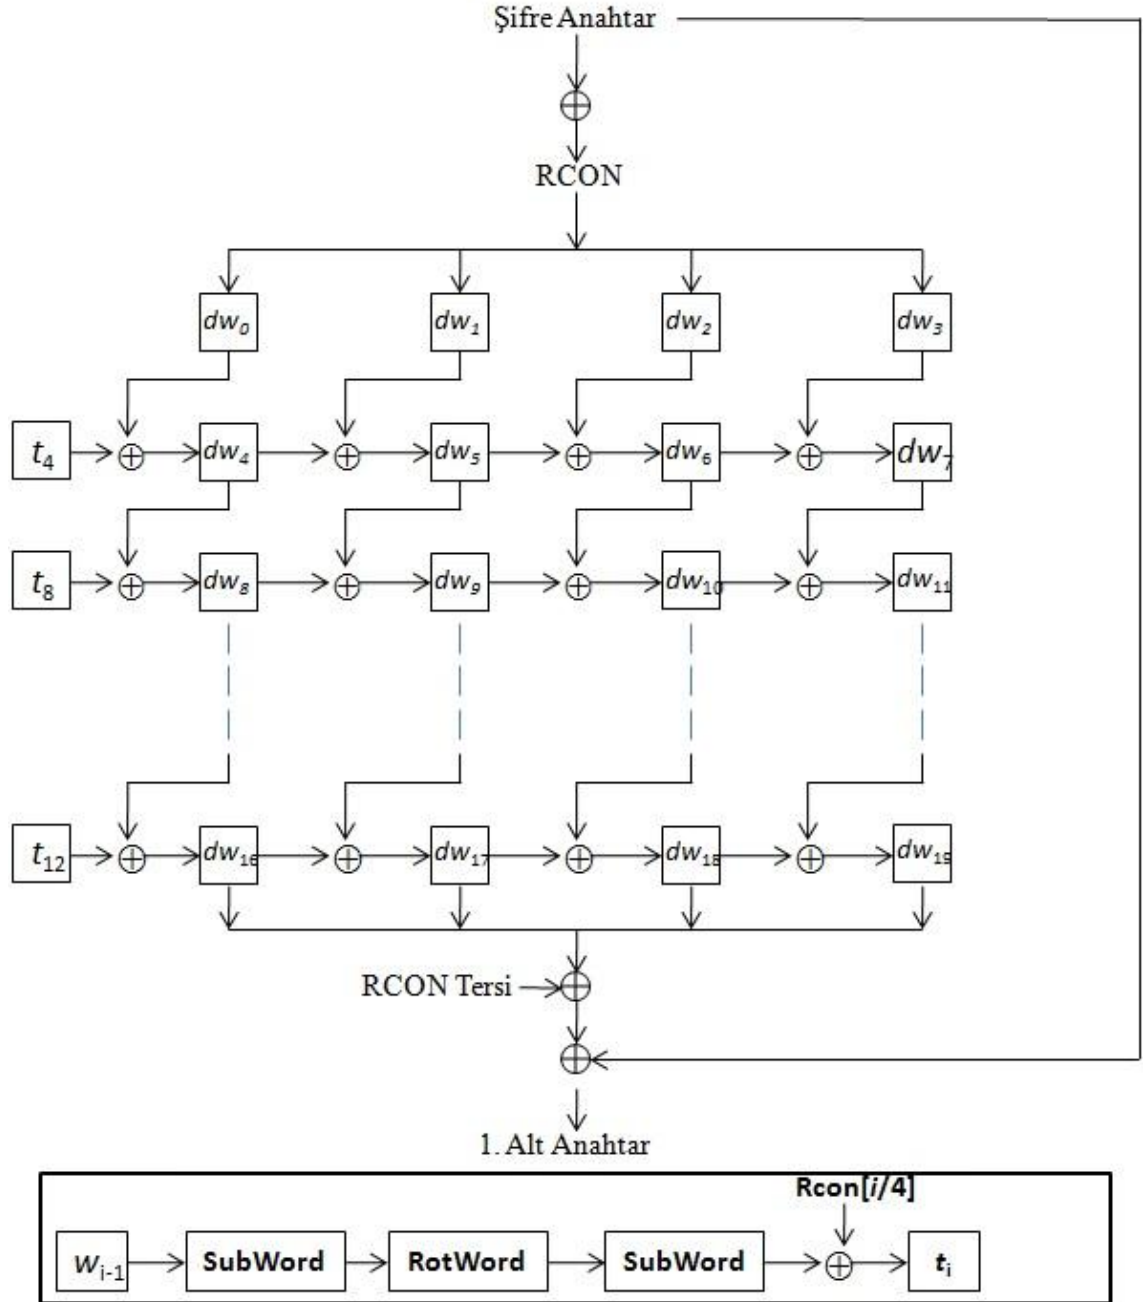 Şifre Anahtar
RCON
dw0 dw1 dw2 dw3
t4 dw4 dw5 dw6 dw7
t8 dw8 dw9 dw10 dw11
t12 dw16 dw17 dw18 dw19
RCON Tersi
1. Alt Anahtar
Rcon[i/4]
wi-1 SubWord RotWord SubWord ti